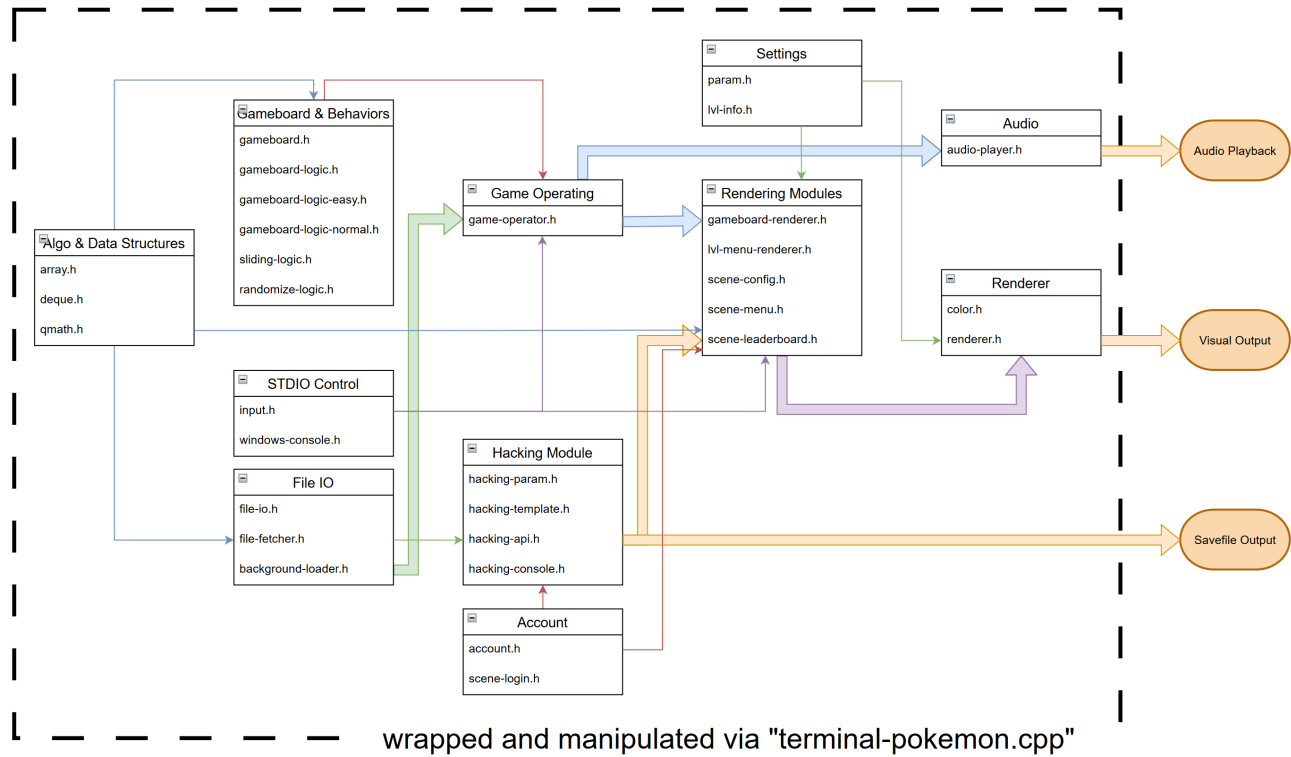 Settings
param.h
lvl-info.h
Gameboard & Behaviors
gameboard.h
gameboard-logic.h
gameboard-logic-easy.h
gameboard-logic-normal.h
sliding-logic.h
randomize-logic.h
Audio
audio-player.h
Audio Playback
Game Operating
game-operator.h
Rendering Modules
gameboard-renderer.h
lvl-menu-renderer.h
scene-config.h
scene-menu.h
scene-leaderboard.h
Algo & Data Structures
array.h
deque.h
qmath.h
Renderer
color.h
renderer.h
Visual Output
STDIO Control
input.h
windows-console.h
Hacking Module
hacking-param.h
hacking-template.h
hacking-api.h
hacking-console.h
File IO
file-io.h
file-fetcher.h
background-loader.h
Savefile Output
Account
account.h
scene-login.h
wrapped and manipulated via "terminal-pokemon.cpp"